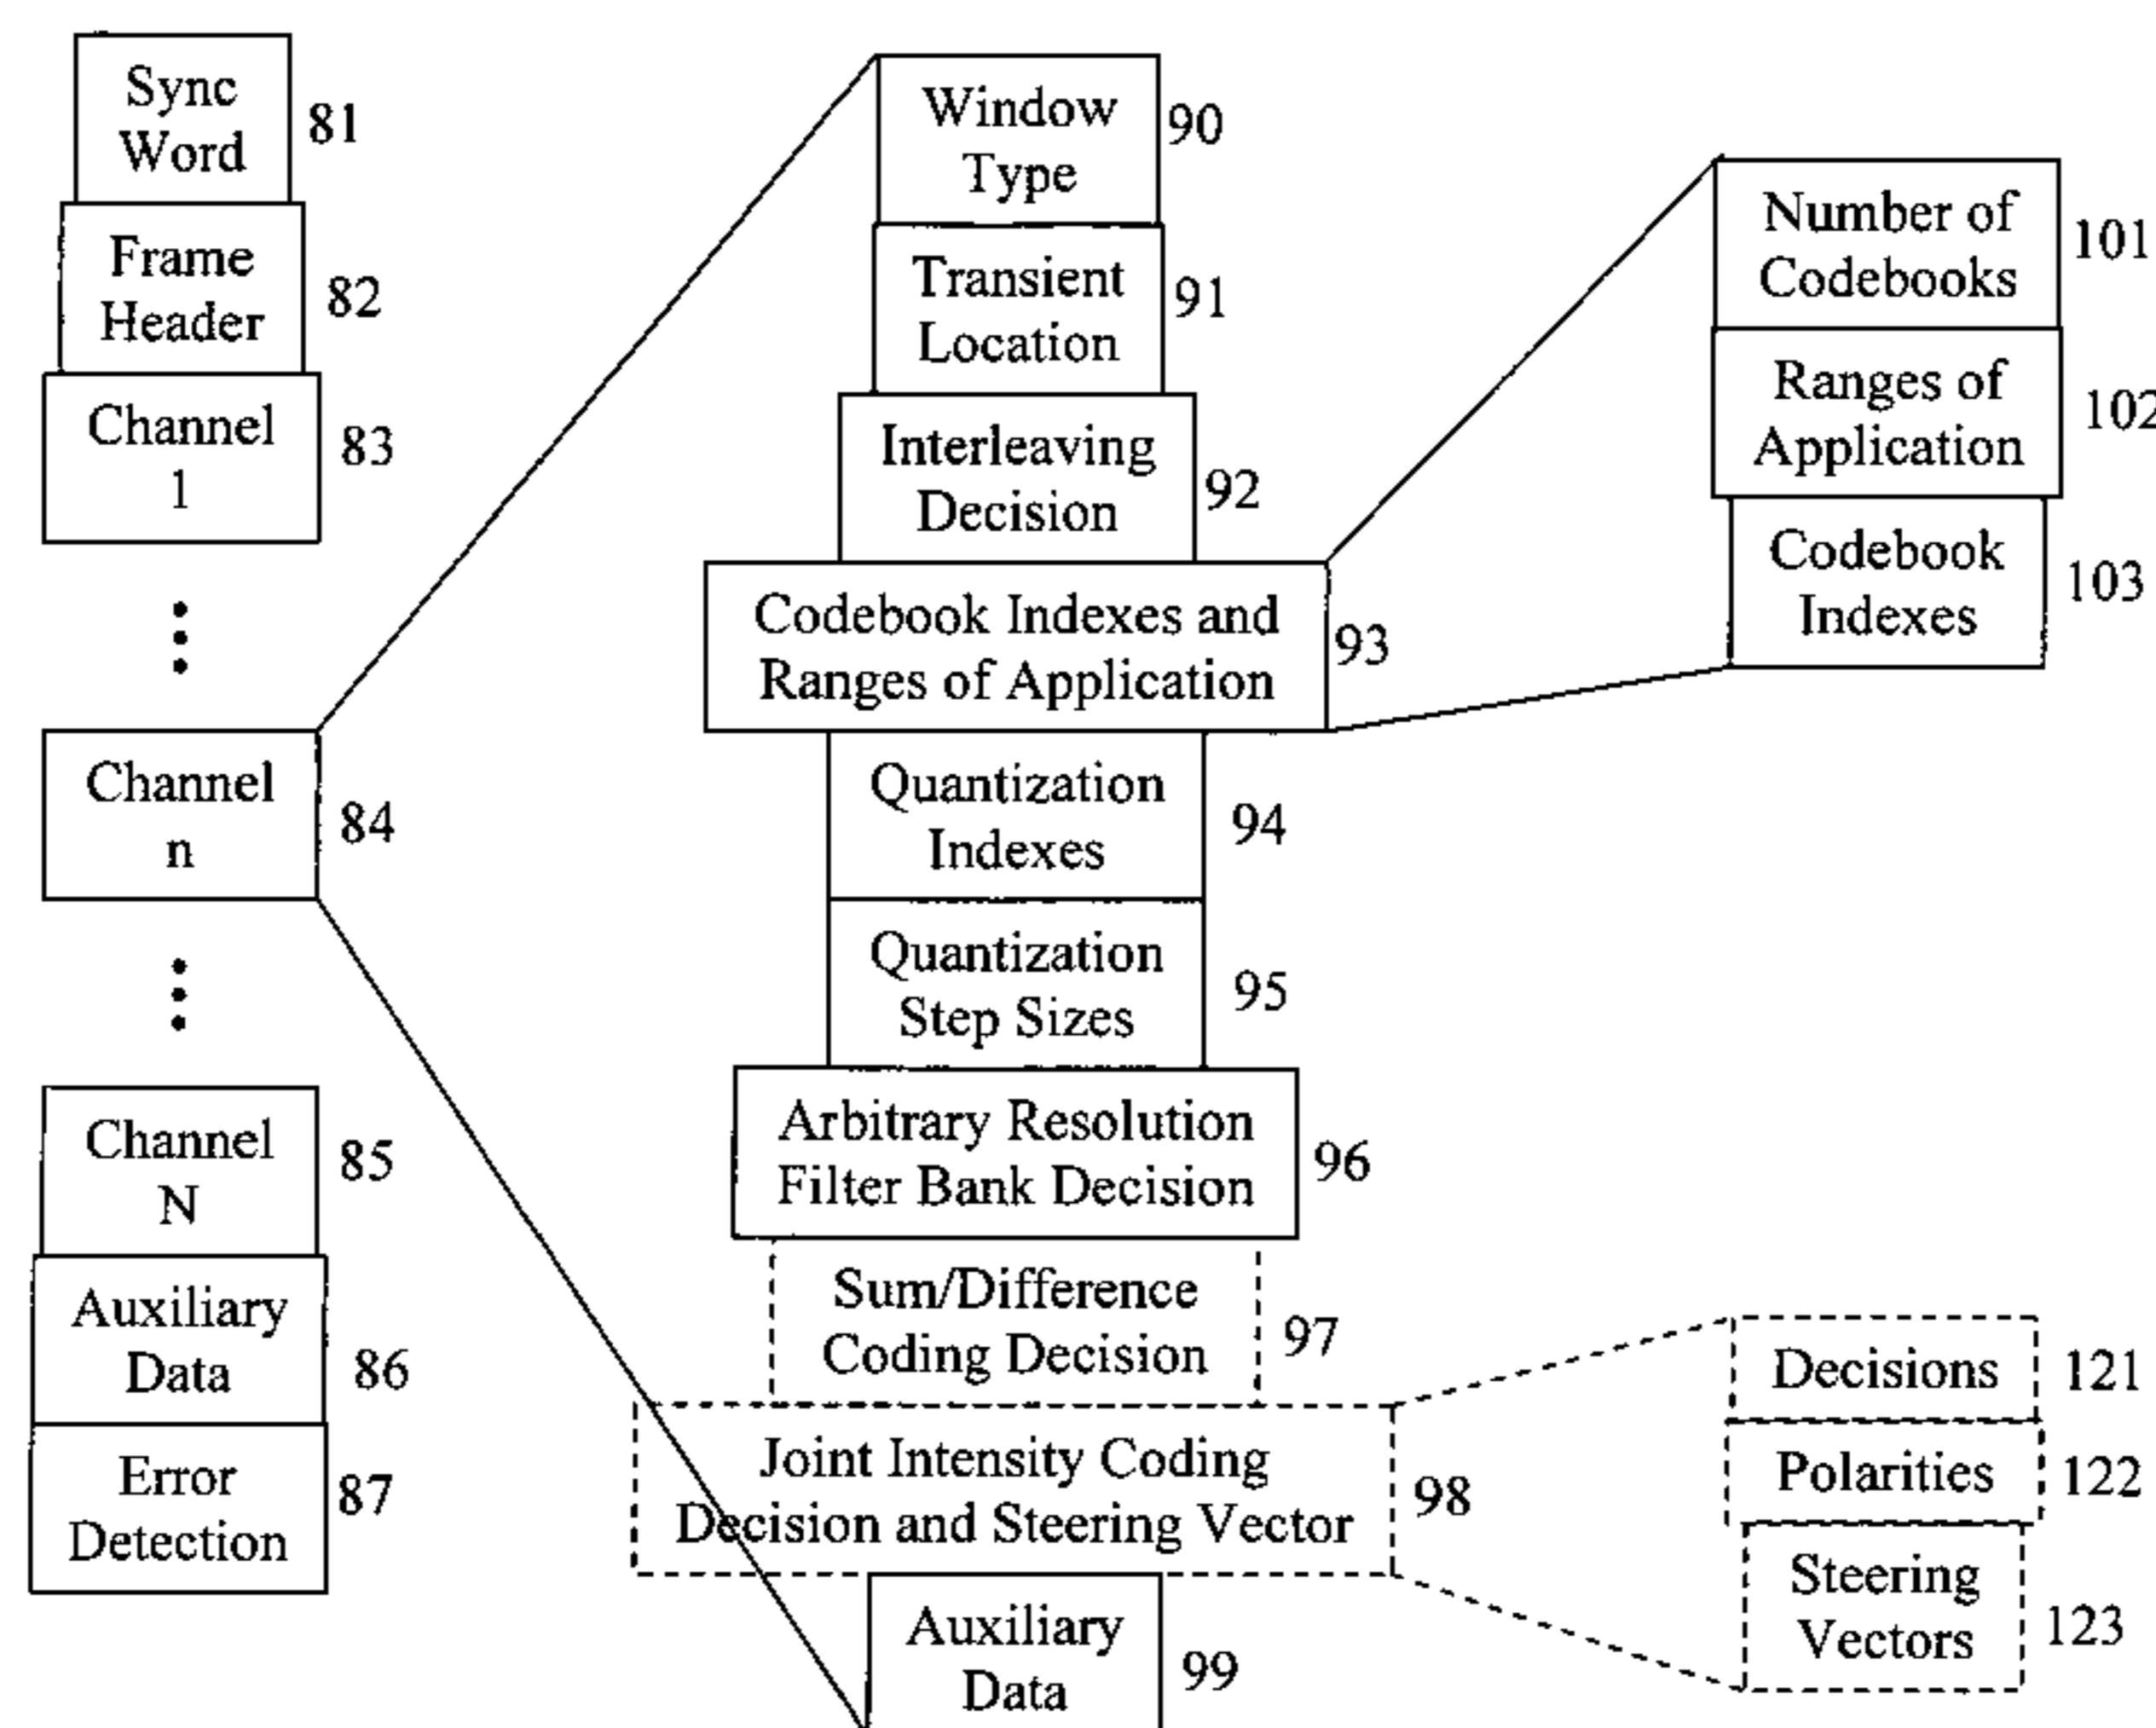 Sync
Word
81
Frame
Header
82
Channel
1
83
Channel
n
84
Channel
N
85
Auxiliary
Data
86
Error
Detection
87
Window
Type
90
Transient
Location
91
Interleaving
Decision
92
Codebook Indexes and
Ranges of Application
93
Quantization
Indexes
94
Quantization
Step Sizes
95
Arbitrary Resolution
Filter Bank Decision
96
Sum/Difference
Coding Decision
97
Joint Intensity Coding
Decision and Steering Vector
98
Auxiliary
Data
99
Number of
Codebooks
101
Ranges of
Application
102
Codebook
Indexes
103
Decisions
121
Polarities
122
Steering
Vectors
123